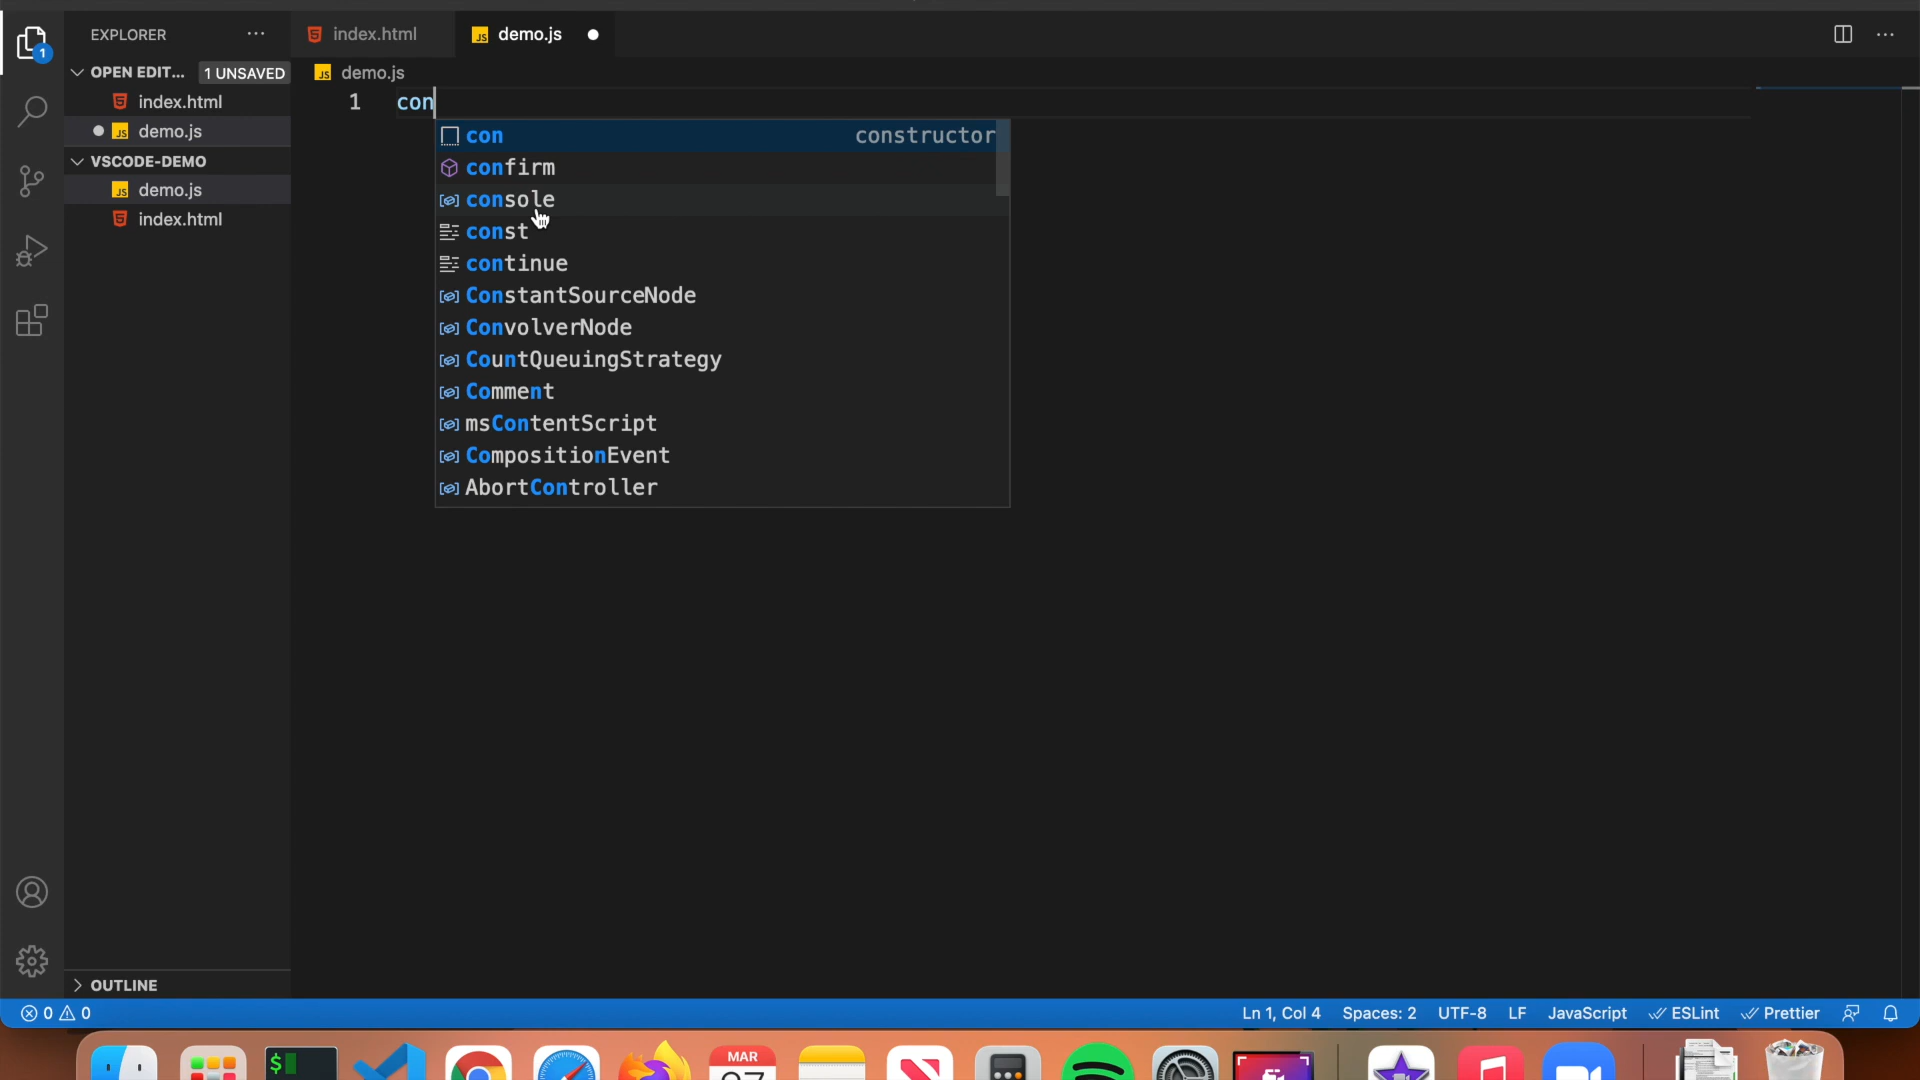 EXPLORER
index.html
demo.js
OPEN EDIT... 1 UNSAVED
demo.js
index.html
1 con
demo.js
con constructor
VSCODE-DEMO
confirm
demo.js
console
index.html
const
continue
ConstantSourceNode
ConvolverNode
CountQueuingStrategy
Comment
msContentScript
CompositionEvent
AbortController
OUTLINE
0 0 Ln 1, Col 4 Spaces: 2 UTF-8 LF JavaScript ESLint Prettier
$ MAR